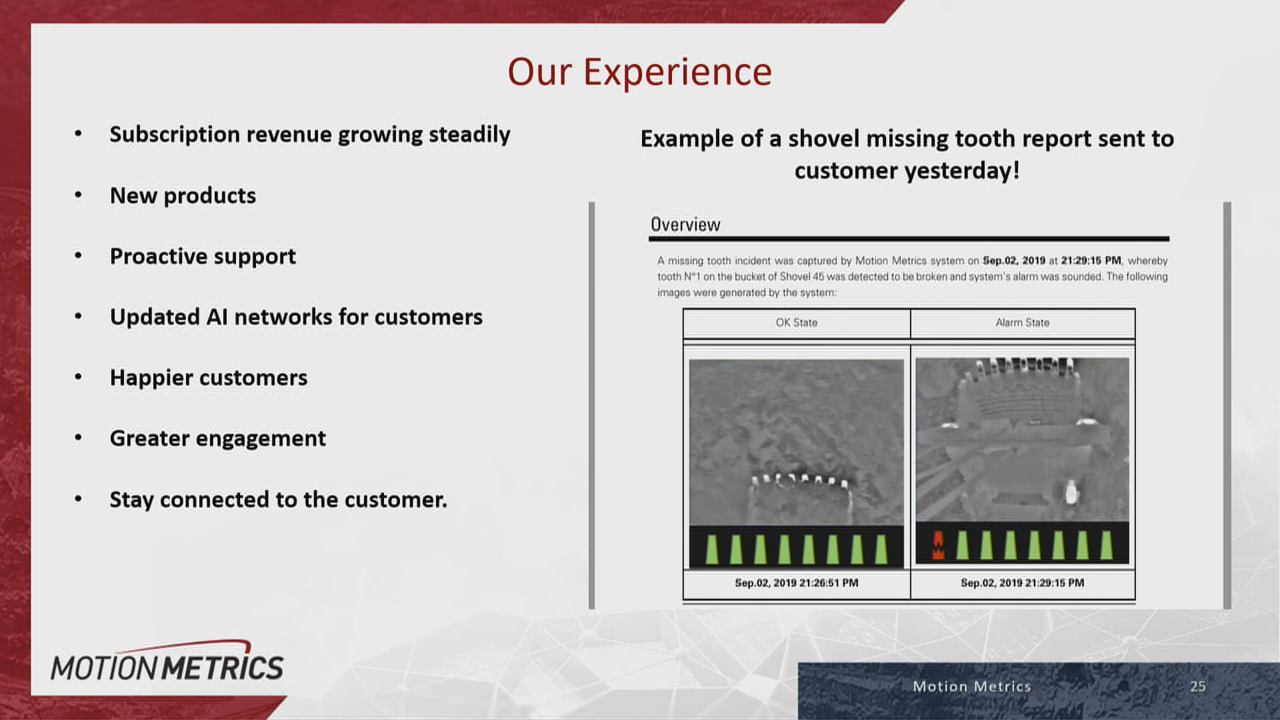 Our Experience
• Subscription revenue growing steadily
• New products
• Proactive support
• Updated AI networks for customers
• Happier customers
• Greater engagement
• Stay connected to the customer.
Example of a shovel missing tooth report sent to
customer yesterday!
Overview
A missing tooth incident was captured by Motion Metrics system on Sep.02, 2019 at 21:29:15 PM, whereby
tooth N°1 on the bucket of Shovel 45 was detected to be broken and system's alarm was sounded. The following
images were generated by the system:
OK State
Alarm State
Sep.02, 2019 21:26:51 PM
Sep.02, 2019 21:29:15 PM
MOTION METRICS
Motion Metrics
25